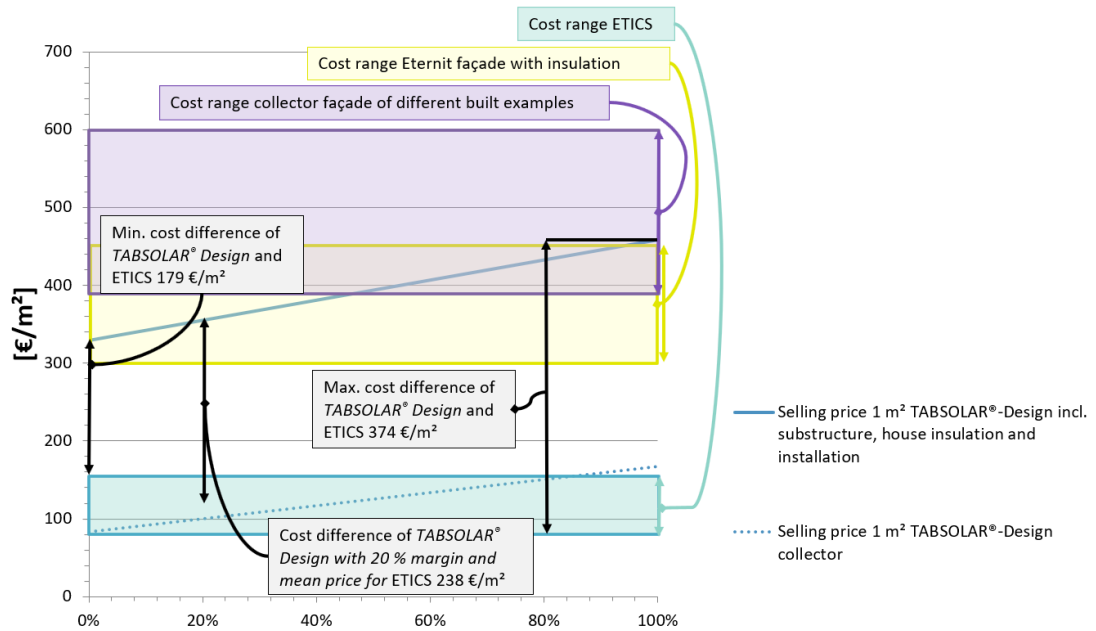 Cost range ETICS
Cost range Eternit façade with insulation
Cost range collector façade of different built examples
700
600
500
400
300
200
100
0
[€/m²]
Min. cost difference of
TABSOLAR® Design and
ETICS 179 €/m²
Max. cost difference of
TABSOLAR® Design and
ETICS 374 €/m²
Cost difference of TABSOLAR®
Design with 20 % margin and
mean price for ETICS 238 €/m²
0%
20%
40%
60%
80%
100%
Selling price 1 m² TABSOLAR®-Design incl.
substructure, house insulation and
installation
Selling price 1 m² TABSOLAR®-Design
collector